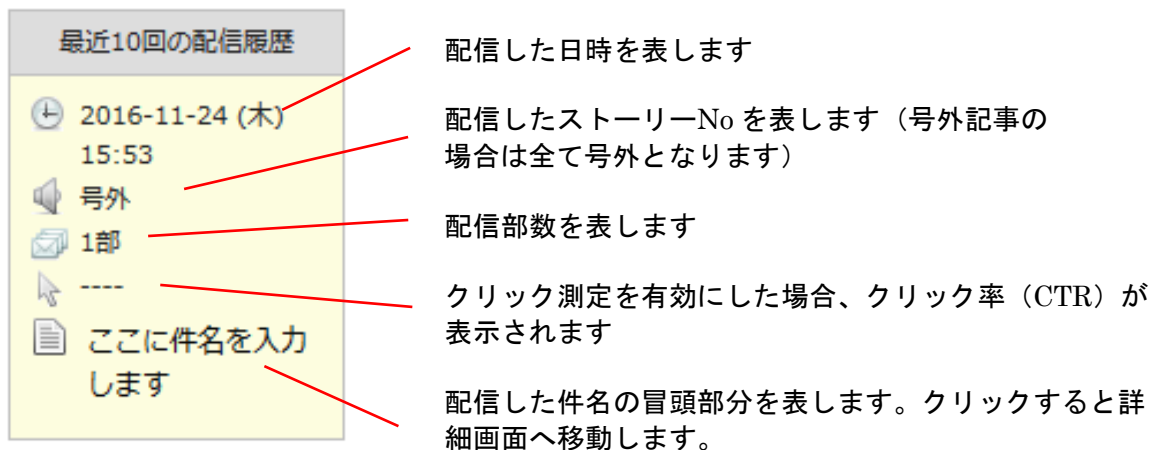 最近10回の配信履歴
2016-11-24 (木)
15:53
号外
1部
----
ここに件名を入力
します
配信した日時を表します
配信したストーリーNo を表します（号外記事の
場合は全て号外となります）
配信部数を表します
クリック測定を有効にした場合、クリック率（CTR）が
表示されます
配信した件名の冒頭部分を表します。クリックすると詳
細画面へ移動します。